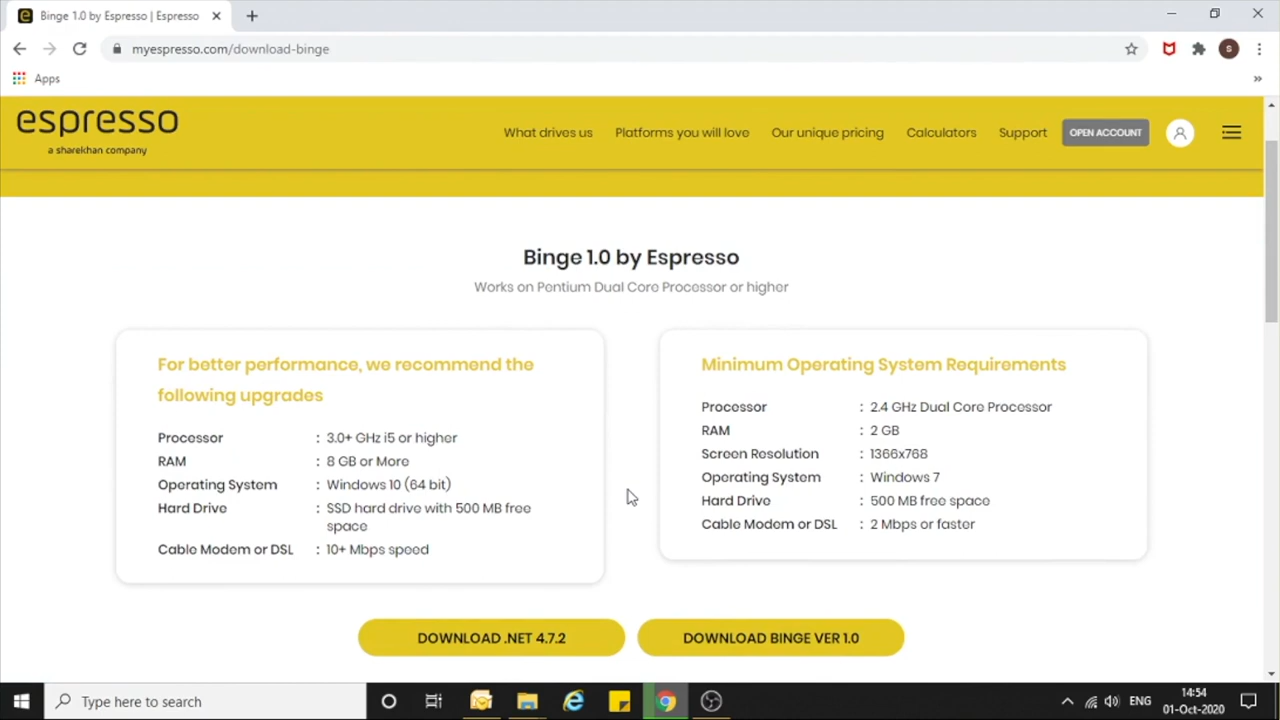 Binge 1.0 by Espresso | Espresso
myespresso.com/download-binge
S
Apps
espresso
a sharekhan company
What drives us
Platforms you will love
Our unique pricing
Calculators
Support
OPEN ACCOUNT
Binge 1.0 by Espresso
Works on Pentium Dual Core Processor or higher
For better performance, we recommend the
following upgrades
Processor : 3.0+ GHz i5 or higher
RAM : 8 GB or More
Operating System : Windows 10 (64 bit)
Hard Drive : SSD hard drive with 500 MB free
space
Cable Modem or DSL : 10+ Mbps speed
Minimum Operating System Requirements
Processor : 2.4 GHz Dual Core Processor
RAM : 2 GB
Screen Resolution : 1366x768
Operating System : Windows 7
Hard Drive : 500 MB free space
Cable Modem or DSL : 2 Mbps or faster
DOWNLOAD .NET 4.7.2
DOWNLOAD BINGE VER 1.0
Type here to search
ENG
14:54
01-Oct-2020